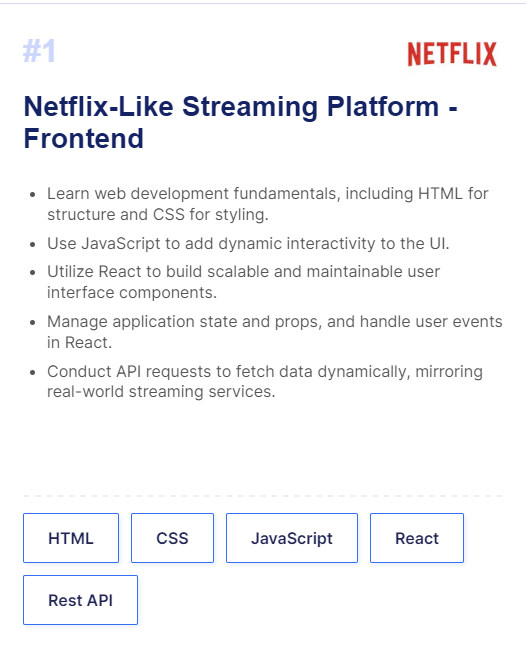 #1
NETFLIX
Netflix-Like Streaming Platform -
Frontend
• Learn web development fundamentals, including HTML for
structure and CSS for styling.
• Use JavaScript to add dynamic interactivity to the UI.
• Utilize React to build scalable and maintainable user
interface components.
• Manage application state and props, and handle user events
in React.
• Conduct API requests to fetch data dynamically, mirroring
real-world streaming services.
HTML CSS JavaScript React
Rest API